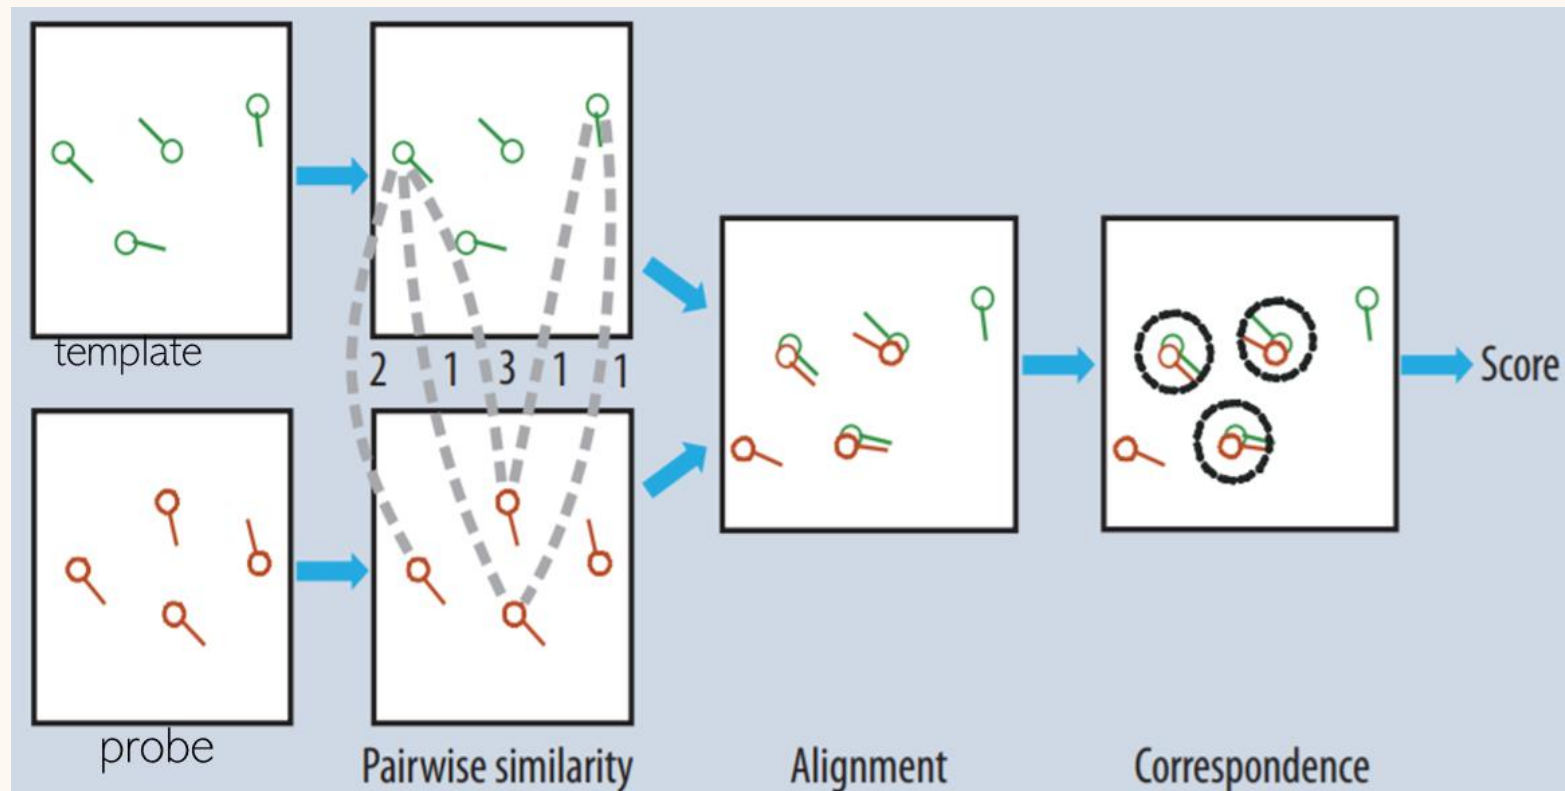 template
2 1 3 1 1
Score
probe
Pairwise similarity
Alignment
Correspondence